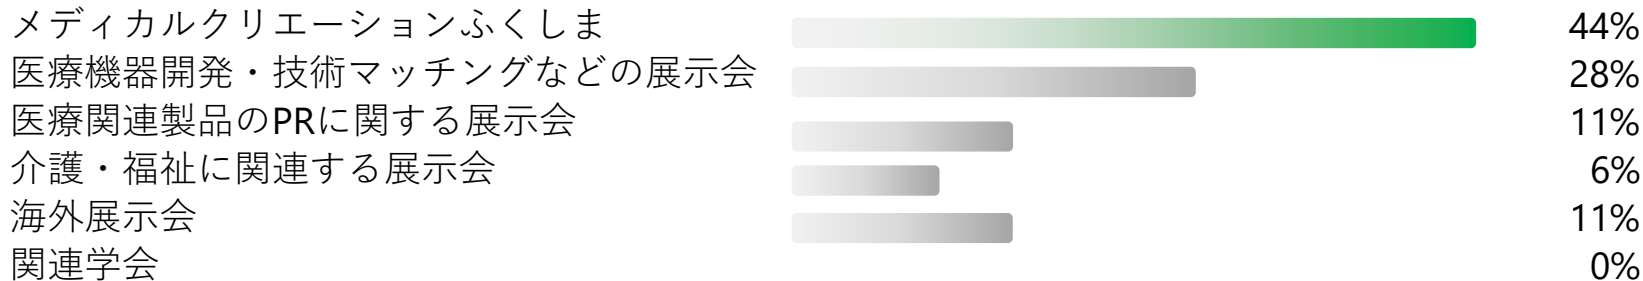 メディカルクリエーションふくしま 44%
医療機器開発・技術マッチングなどの展示会 28%
医療関連製品のPRに関する展示会 11%
介護・福祉に関連する展示会 6%
海外展示会 11%
関連学会 0%